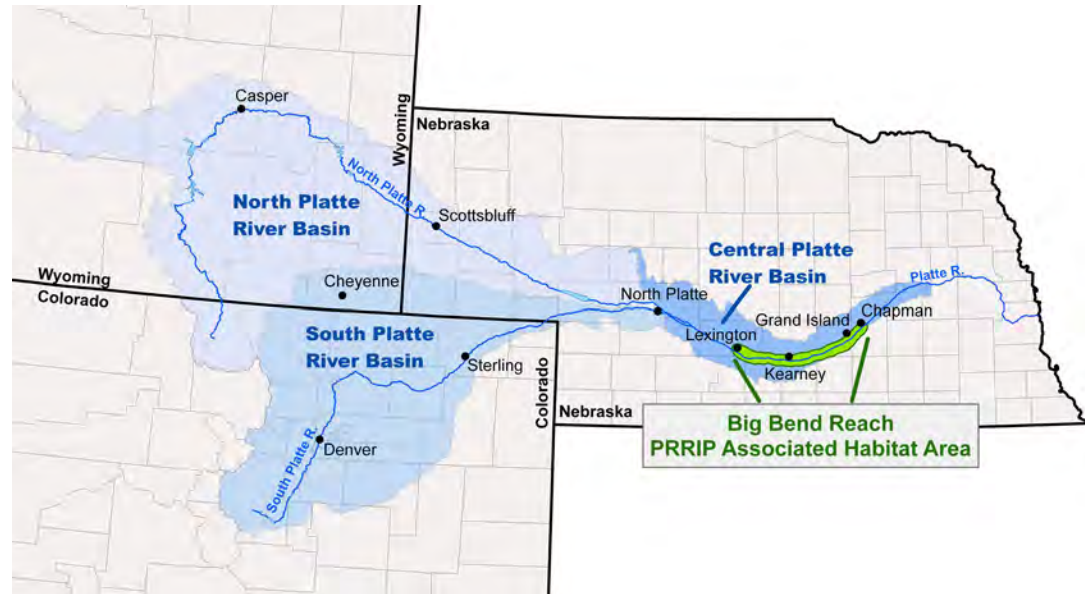 Casper
Wyoming
Nebraska
North Platte R.
North Platte
River Basin
Scottsbluff
Central Platte
River Basin
Platte R.
Wyoming
Colorado
Cheyenne
North Platte
Chapman
Grand Island
Lexington
South Platte
River Basin
Sterling
Kearney
Colorado
Nebraska
Big Bend Reach
PRRIP Associated Habitat Area
Denver
South Platte R.